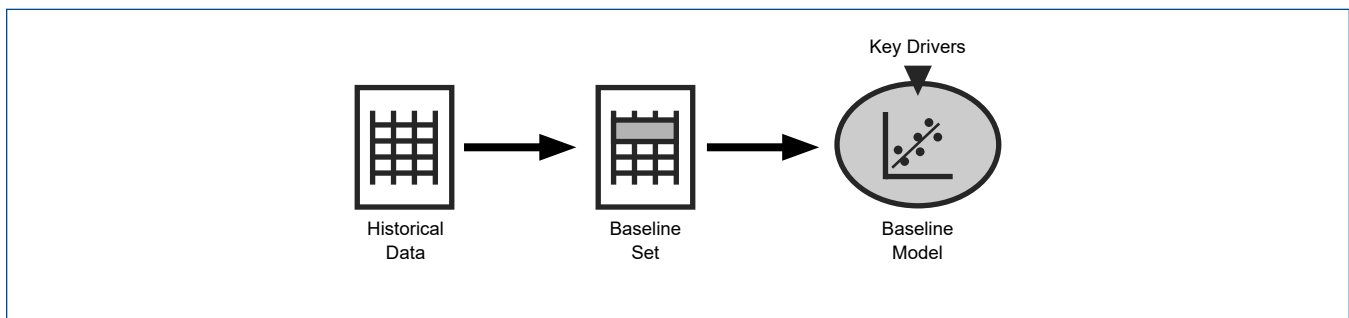 Key Drivers
Historical
Data
Baseline
Set
Baseline
Model